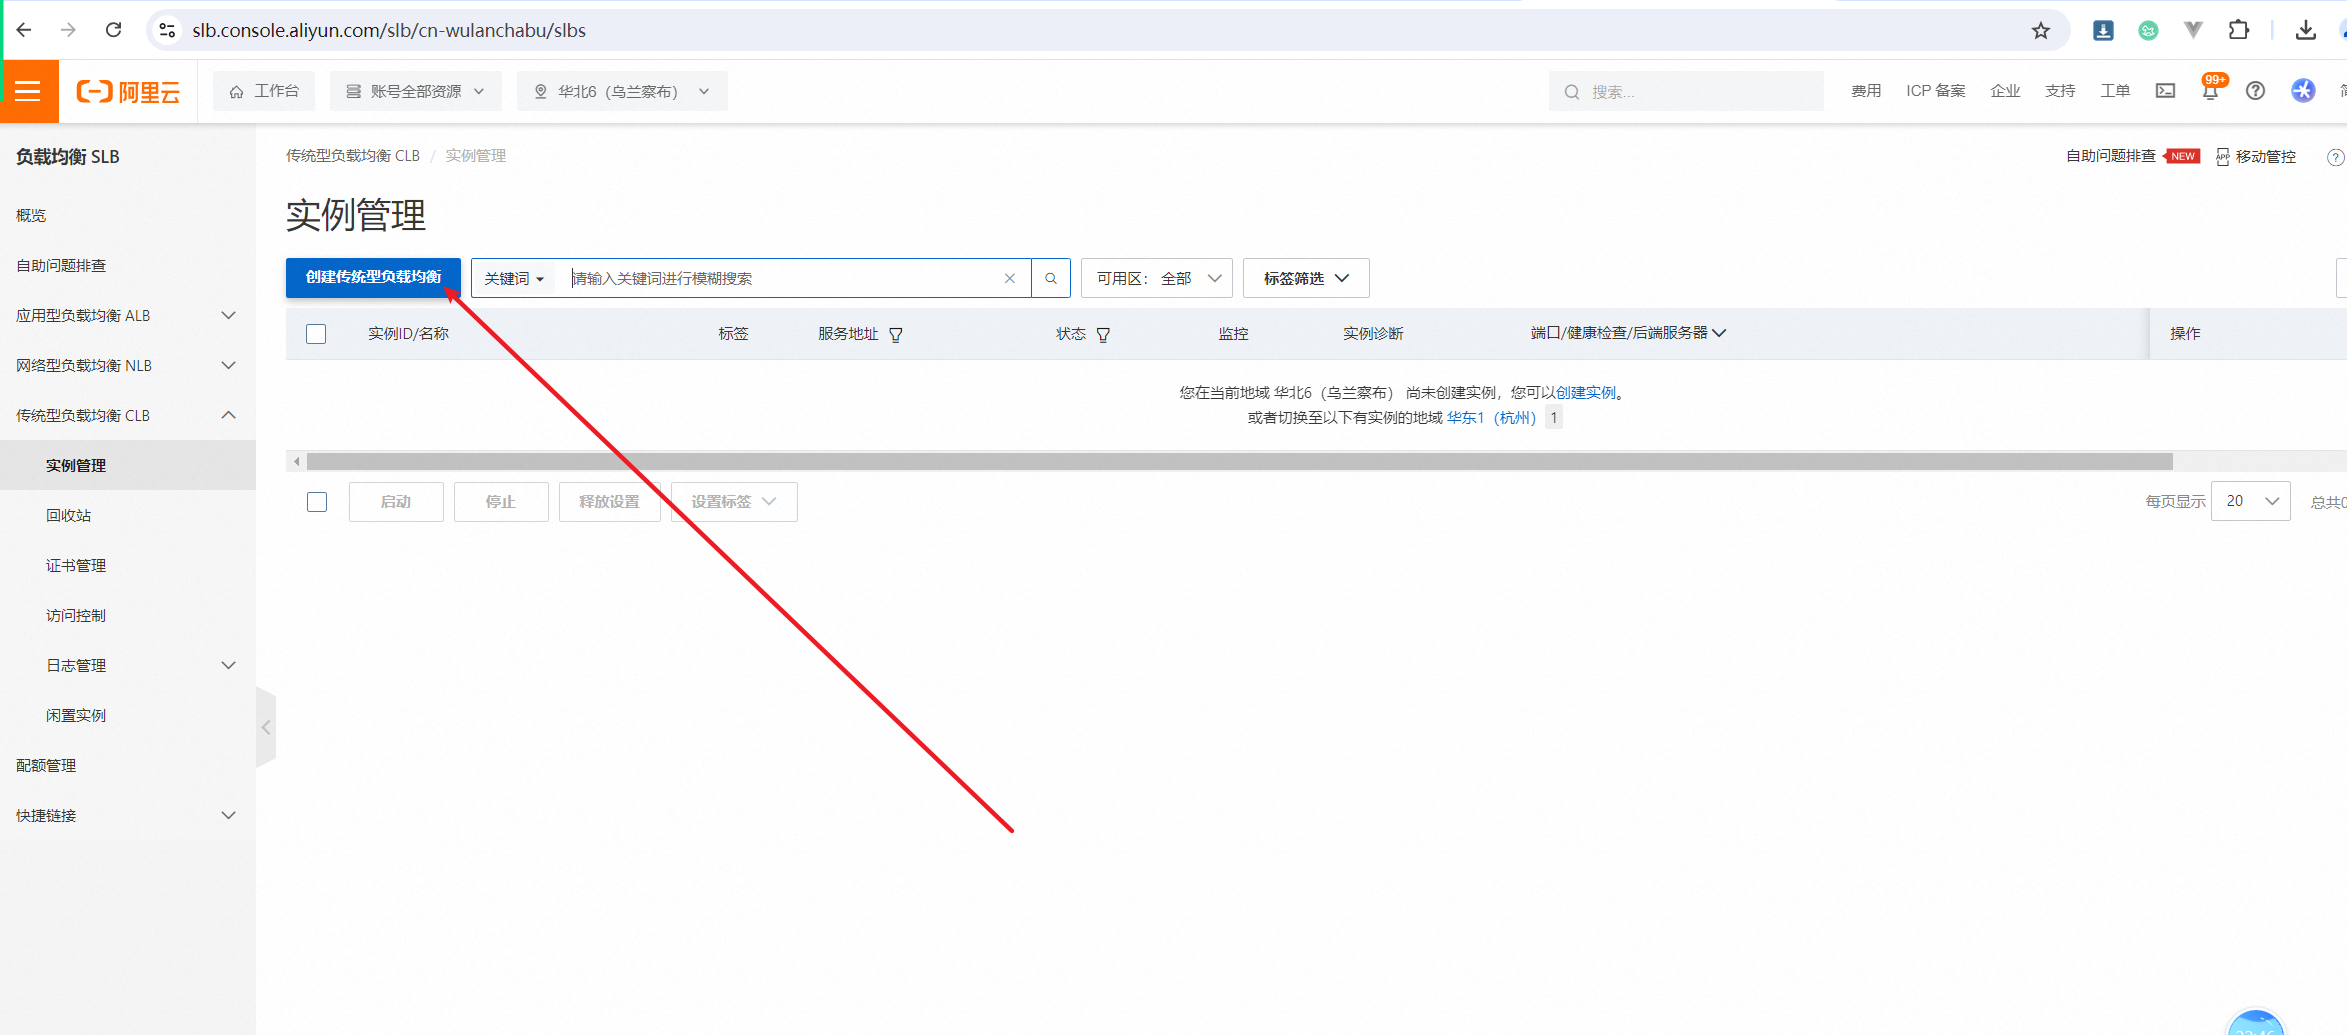 slb.console.aliyun.com/slb/cn-wulanchabu/slbs
阿里云 工作台 账号全部资源 华北6（乌兰察布） 搜索... 费用 ICP 备案 企业 支持 工单 99+
负载均衡 SLB
概览
自助问题排查
应用型负载均衡 ALB
网络型负载均衡 NLB
传统型负载均衡 CLB
实例管理
回收站
证书管理
访问控制
日志管理
闲置实例
配额管理
快捷链接
传统型负载均衡 CLB / 实例管理
自助问题排查 NEW APP 移动管控
实例管理
创建传统型负载均衡 关键词 请输入关键词进行模糊搜索 可用区： 全部 标签筛选
实例ID/名称 标签 服务地址 状态 监控 实例诊断 端口/健康检查/后端服务器 操作
您在当前地域 华北6（乌兰察布） 尚未创建实例，您可以创建实例。
或者切换至以下有实例的地域 华东1（杭州） 1
启动 停止 释放设置 设置标签 每页显示 20 总共